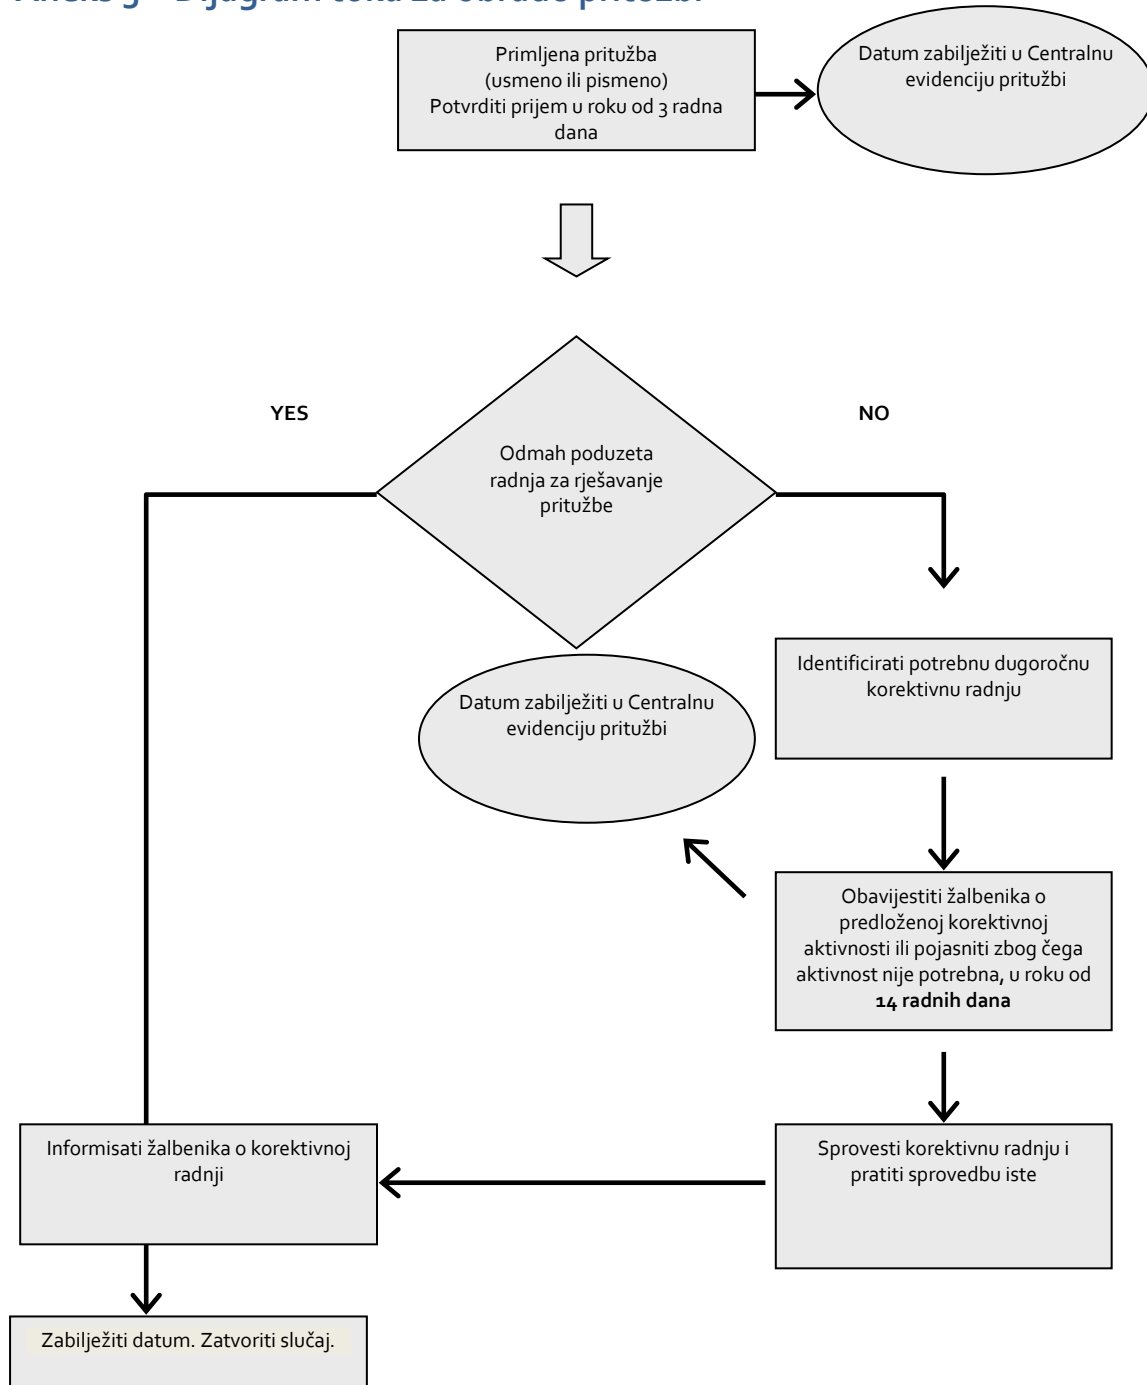 Primljena pritužba
(usmeno ili pismeno)
Potvrditi prijem u roku od 3 radna
dana
Datum zabilježiti u Centralnu
evidenciju pritužbi
YES
NO
Odmah poduzeta
radnja za rješavanje
pritužbe
Identificirati potrebnu dugoročnu
korektivnu radnju
Datum zabilježiti u Centralnu
evidenciju pritužbi
Obavijestiti žalbenika o
predloženoj korektivnoj
aktivnosti ili pojasniti zbog čega
aktivnost nije potrebna, u roku od
14 radnih dana
Informisati žalbenika o korektivnoj
radnji
Sprovesti korektivnu radnju i
pratiti sprovedbu iste
Zabilježiti datum. Zatvoriti slučaj.